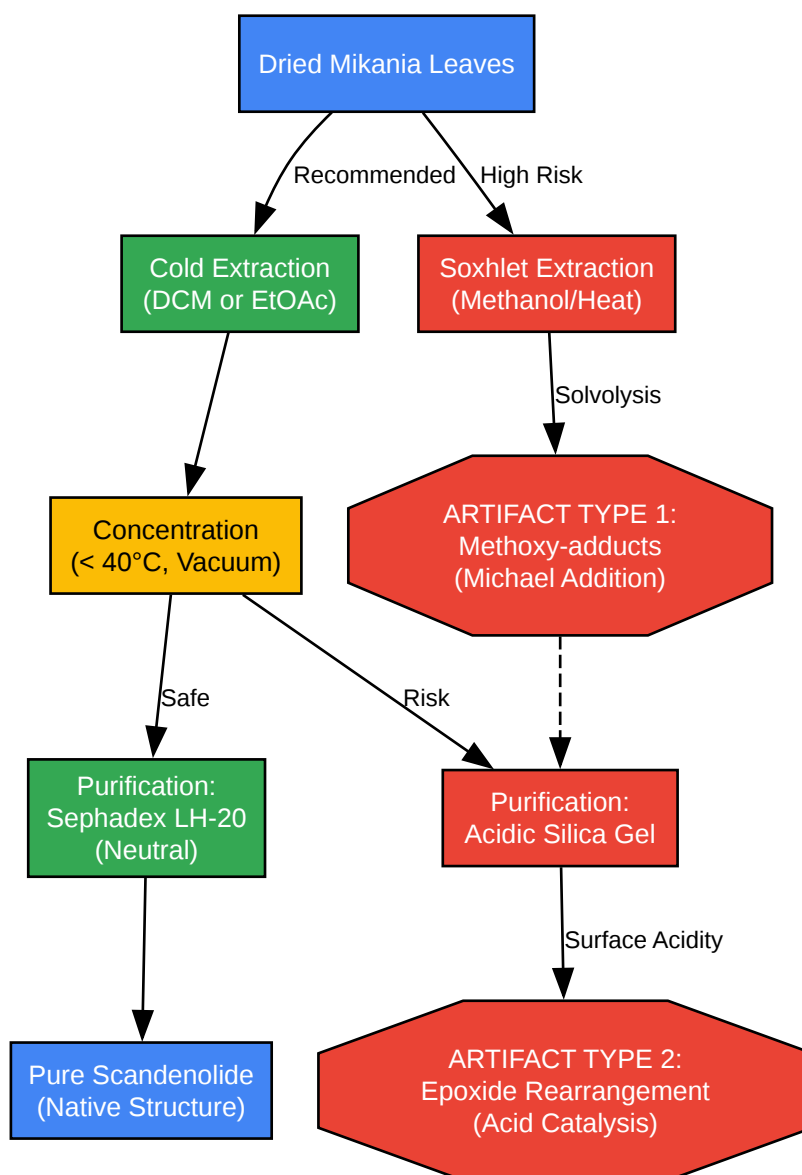 Dried Mikania Leaves
Recommended
High Risk
Cold Extraction
(DCM or EtOAc)
Soxhlet Extraction
(Methanol/Heat)
Solvolysis
Concentration
(< 40°C, Vacuum)
ARTIFACT TYPE 1:
Methoxy-adducts
(Michael Addition)
Safe
Risk
Purification:
Sephadex LH-20
(Neutral)
Purification:
Acidic Silica Gel
Surface Acidity
Pure Scandenolide
(Native Structure)
ARTIFACT TYPE 2:
Epoxide Rearrangement
(Acid Catalysis)